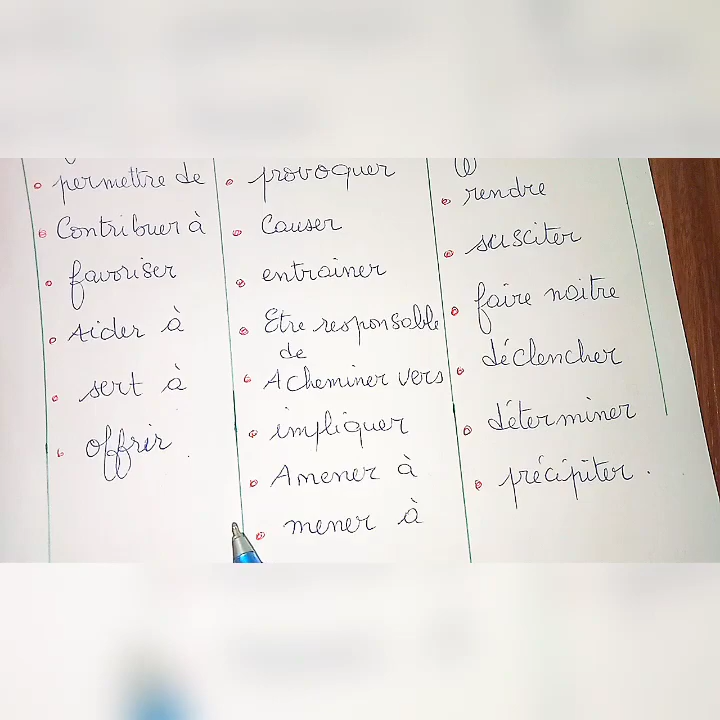 permettre de
Contribuer à
favoriser
Aider à
sert à
offrir.
provoquer
Causer
entrainer
Etre responsable
de
Acheminer vers
impliquer
Amener à
mener à
rendre
susciter
faire noitre
déclencher
déterminer
précipiter.